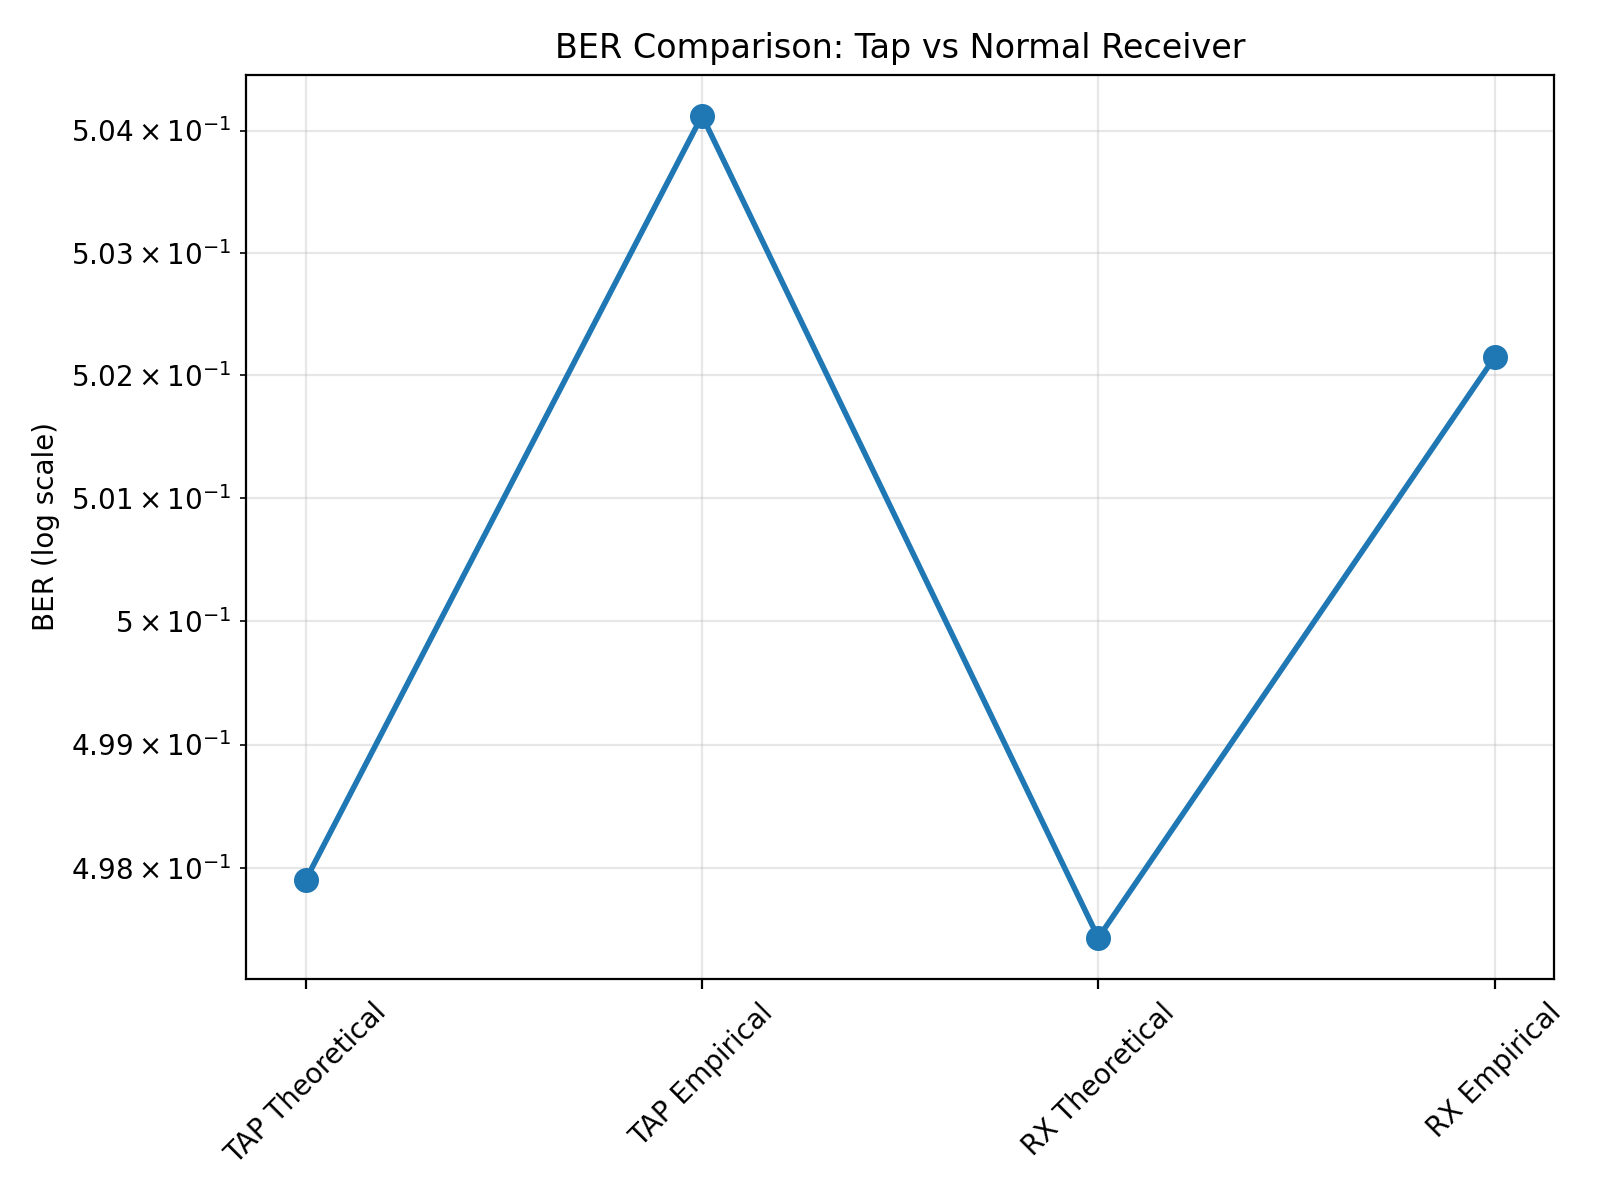 BER Comparison: Tap vs Normal Receiver
BER (log scale)
5.04 × 10⁻¹
5.03 × 10⁻¹
5.02 × 10⁻¹
5.01 × 10⁻¹
5 × 10⁻¹
4.99 × 10⁻¹
4.98 × 10⁻¹
TAP Theoretical
TAP Empirical
RX Theoretical
RX Empirical